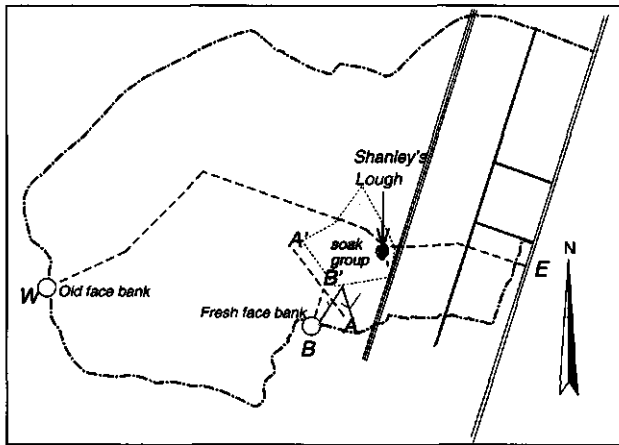 Shanley's
Lough
A'
soak
group
B'
N
E
W
Old face bank
Fresh face bank
A
B